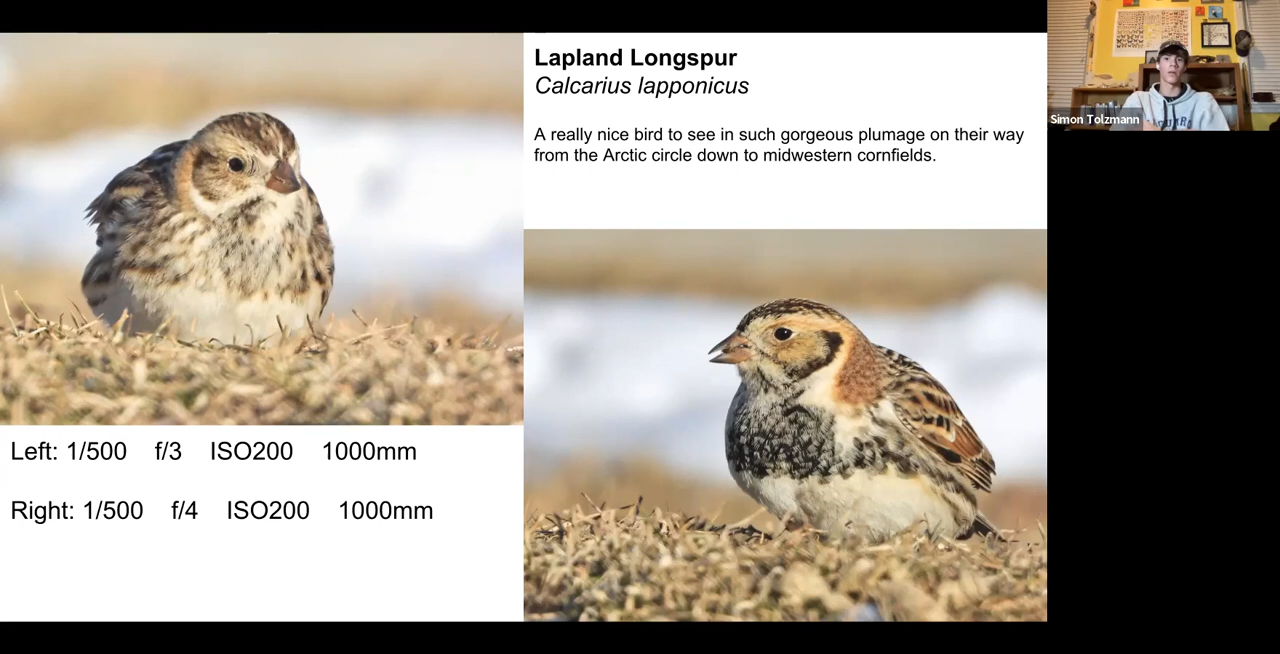 Lapland Longspur
Calcarius lapponicus
A really nice bird to see in such gorgeous plumage on their way
from the Arctic circle down to midwestern cornfields.
Left: 1/500 f/3 ISO200 1000mm
Right: 1/500 f/4 ISO200 1000mm
Simon Tolzmann